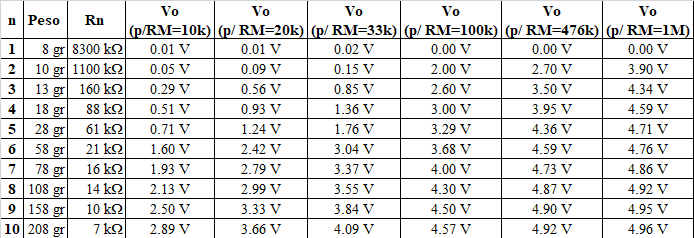 n Peso Rn Vo (p/RM=10k) Vo (p/ RM=20k) Vo (p/ RM=33k) Vo (p/ RM=100k) Vo (p/ RM=476k) Vo (p/ RM=1M)
1 8 gr 8300 kΩ 0.01 V 0.01 V 0.02 V 0.00 V 0.00 V 0.00 V
2 10 gr 1100 kΩ 0.05 V 0.09 V 0.15 V 2.00 V 2.70 V 3.90 V
3 13 gr 160 kΩ 0.29 V 0.56 V 0.85 V 2.60 V 3.50 V 4.34 V
4 18 gr 88 kΩ 0.51 V 0.93 V 1.36 V 3.00 V 3.95 V 4.59 V
5 28 gr 61 kΩ 0.71 V 1.24 V 1.76 V 3.29 V 4.36 V 4.71 V
6 58 gr 21 kΩ 1.60 V 2.42 V 3.04 V 3.68 V 4.59 V 4.76 V
7 78 gr 16 kΩ 1.93 V 2.79 V 3.37 V 4.00 V 4.73 V 4.86 V
8 108 gr 14 kΩ 2.13 V 2.99 V 3.55 V 4.30 V 4.87 V 4.92 V
9 158 gr 10 kΩ 2.50 V 3.33 V 3.84 V 4.50 V 4.90 V 4.95 V
10 208 gr 7 kΩ 2.89 V 3.66 V 4.09 V 4.57 V 4.92 V 4.96 V